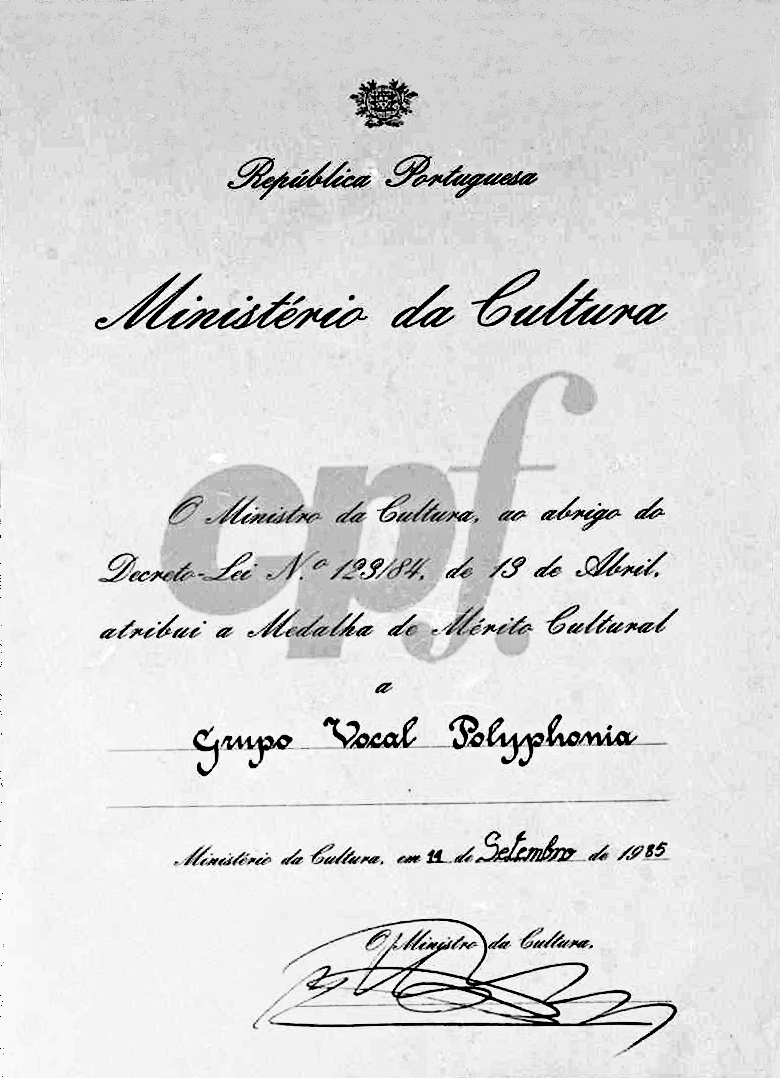 República Portuguesa
Ministério da Cultura
cpf.
O Ministro da Cultura, ao abrigo do
Decreto-Lei N.º 123/84, de 13 de Abril,
atribui a Medalha de Mérito Cultural
a
Grupo Vocal Polyphonia
Ministério da Cultura, em 11 de Setembro de 1985
O Ministro da Cultura,